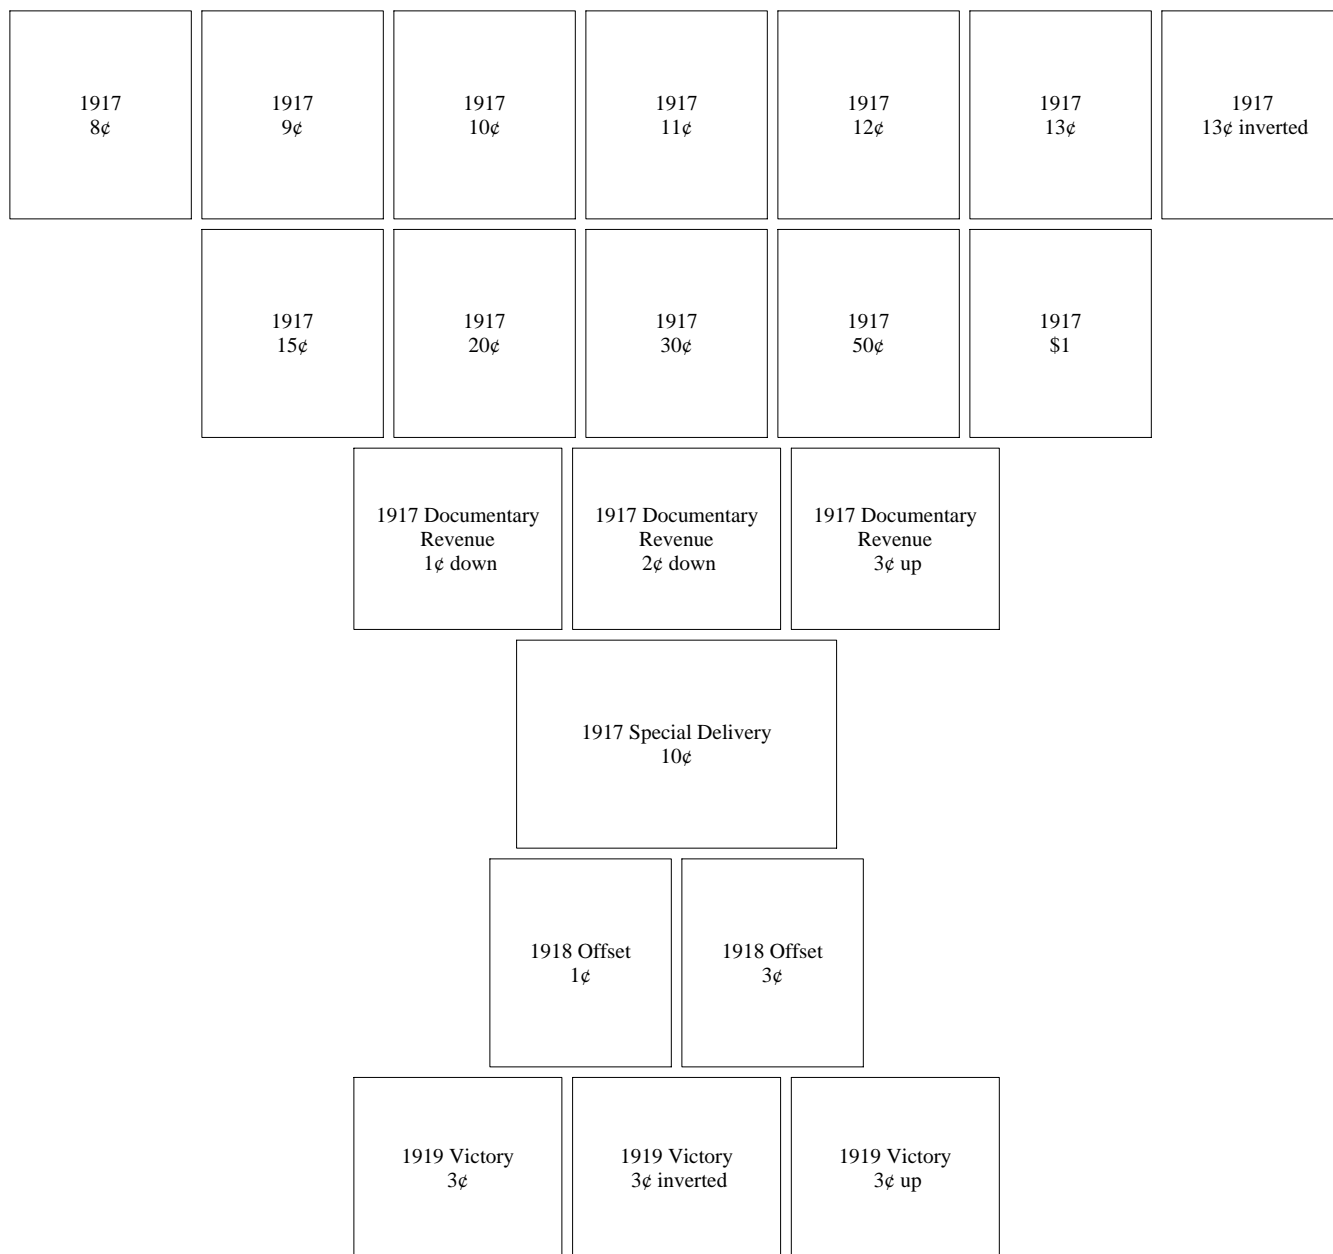 1917
8¢
1917
9¢
1917
10¢
1917
11¢
1917
12¢
1917
13¢
1917
13¢ inverted
1917
15¢
1917
20¢
1917
30¢
1917
50¢
1917
$1
1917 Documentary
Revenue
1¢ down
1917 Documentary
Revenue
2¢ down
1917 Documentary
Revenue
3¢ up
1917 Special Delivery
10¢
1918 Offset
1¢
1918 Offset
3¢
1919 Victory
3¢
1919 Victory
3¢ inverted
1919 Victory
3¢ up